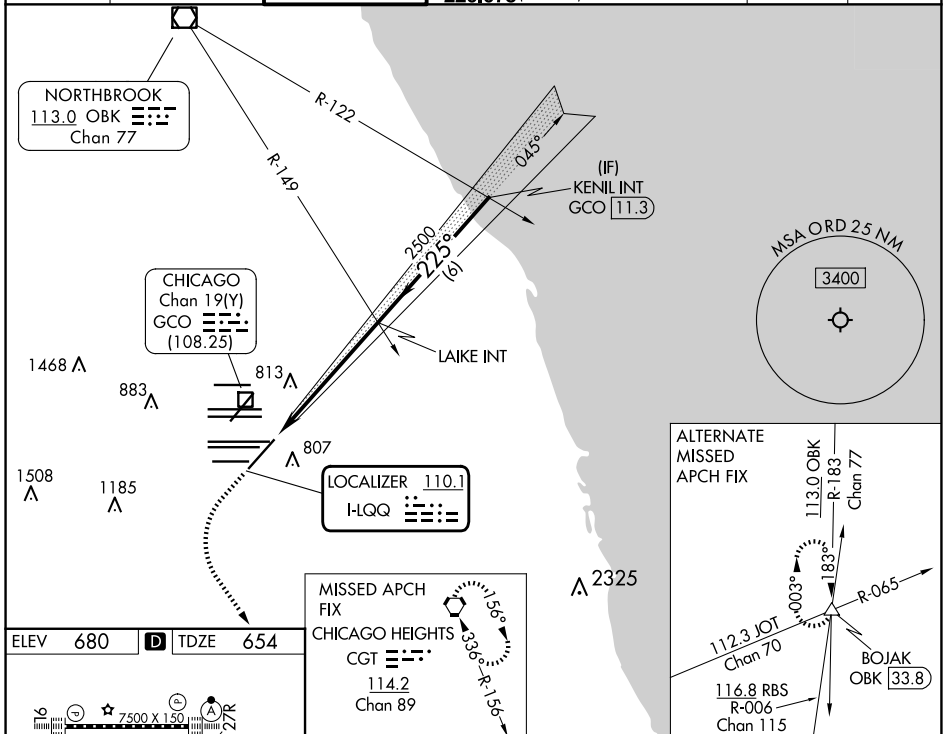 NORTHBROOK
113.0 OBK
Chan 77
R-122
R-149
045°
(IF)
KENIL INT
GCO 11.3
2500
225°
(6)
MSA ORD 25 NM
3400
CHICAGO
Chan 19(Y)
GCO
(108.25)
LAIKE INT
1468
883
813
807
1508
1185
LOCALIZER 110.1
I-LQQ
2325
ALTERNATE
MISSED
APCH FIX
113.0 OBK
R-183
Chan 77
003°
183°
R-065
112.3 JOT
Chan 70
BOJAK
OBK 33.8
116.8 RBS
R-006
Chan 115
MISSED APCH
FIX
CHICAGO HEIGHTS
CGT
114.2
Chan 89
156°
336°
R-156
ELEV 680 D TDZE 654
P
P
A
7500 X 150
27R